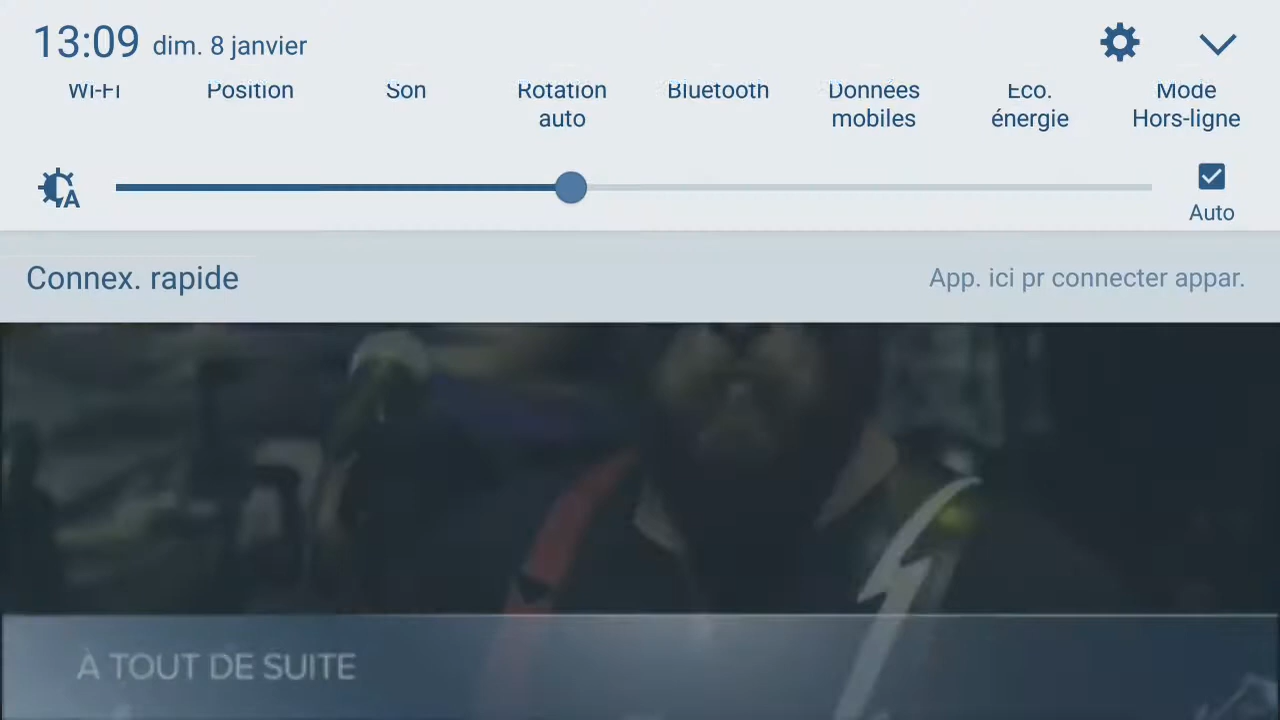 13:09 dim. 8 janvier
Wi-Fi Position Son Rotation auto Bluetooth Données mobiles Éco. énergie Mode Hors-ligne
A
Auto
Connex. rapide App. ici pr connecter appar.
À TOUT DE SUITE